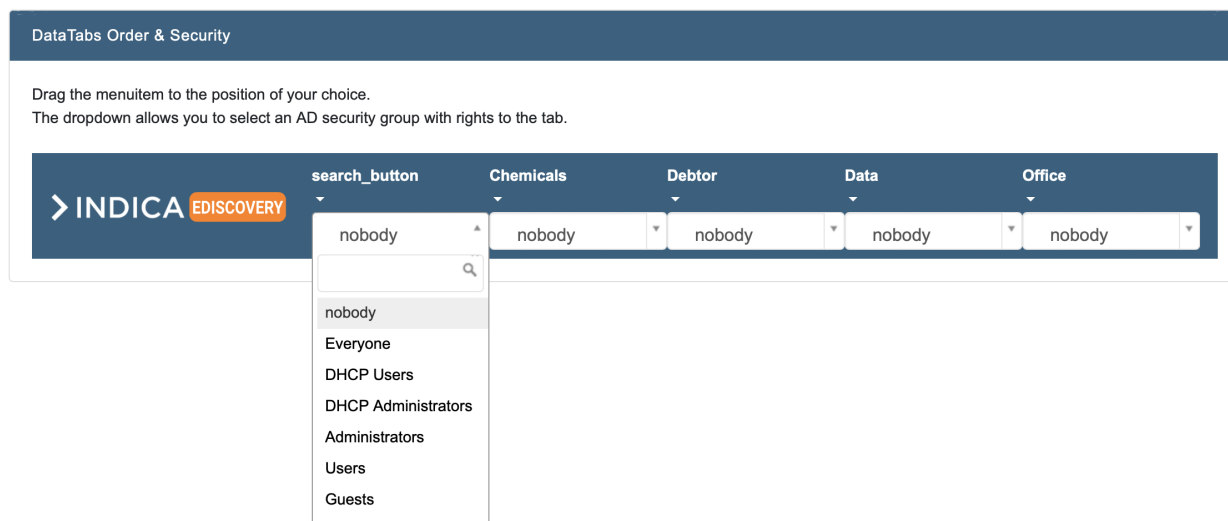 DataTabs Order & Security
Drag the menuitem to the position of your choice.
The dropdown allows you to select an AD security group with rights to the tab.
INDICA EDISCOVERY
search_button Chemicals Debtor Data Office
nobody nobody nobody nobody nobody
nobody
Everyone
DHCP Users
DHCP Administrators
Administrators
Users
Guests